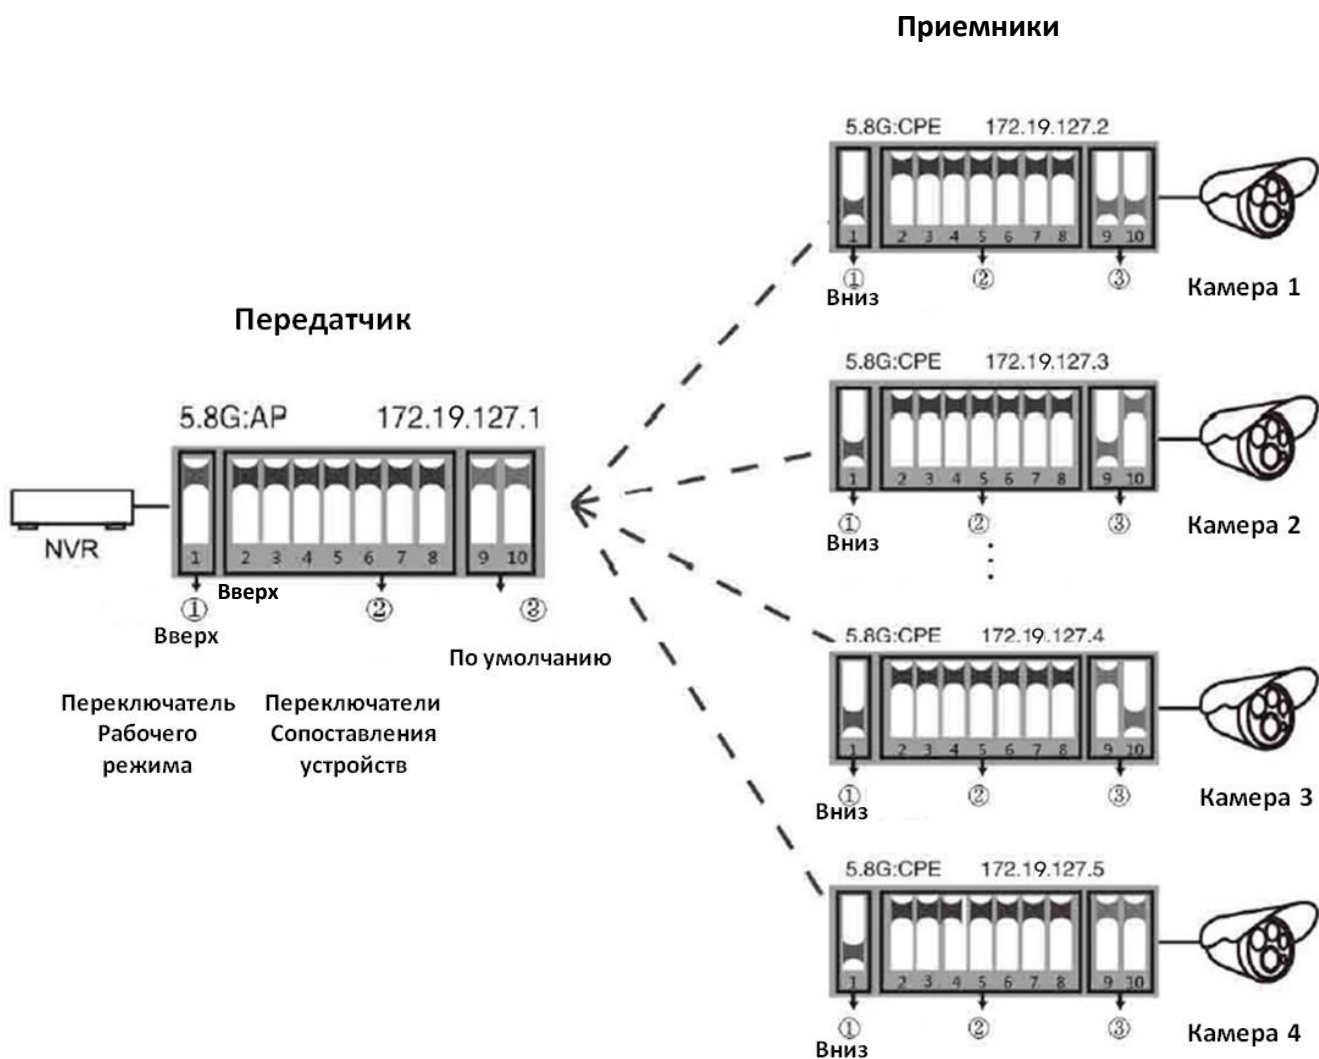 Приемники
5.8G:CPE 172.19.127.2
1 2 3 4 5 6 7 8 9 10
① ② ③
Вниз
Камера 1
Передатчик
5.8G:CPE 172.19.127.3
1 2 3 4 5 6 7 8 9 10
① ② ③
Вниз
Камера 2
5.8G:AP 172.19.127.1
NVR
1 2 3 4 5 6 7 8 9 10
Вверх
① ② ③
Вверх
По умолчанию
Переключатель
Рабочего
режима
Переключатели
Сопоставления
устройств
5.8G:CPE 172.19.127.4
1 2 3 4 5 6 7 8 9 10
① ② ③
Вниз
Камера 3
5.8G:CPE 172.19.127.5
1 2 3 4 5 6 7 8 9 10
① ② ③
Вниз
Камера 4